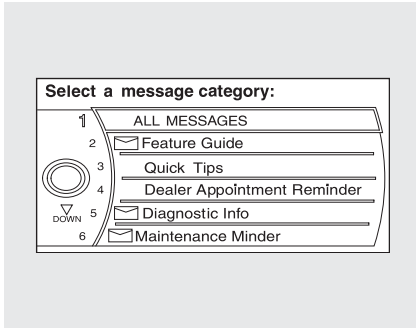 Select a message category:
1 ALL MESSAGES
2 Feature Guide
3 Quick Tips
4 Dealer Appointment Reminder
DOWN 5 Diagnostic Info
6 Maintenance Minder